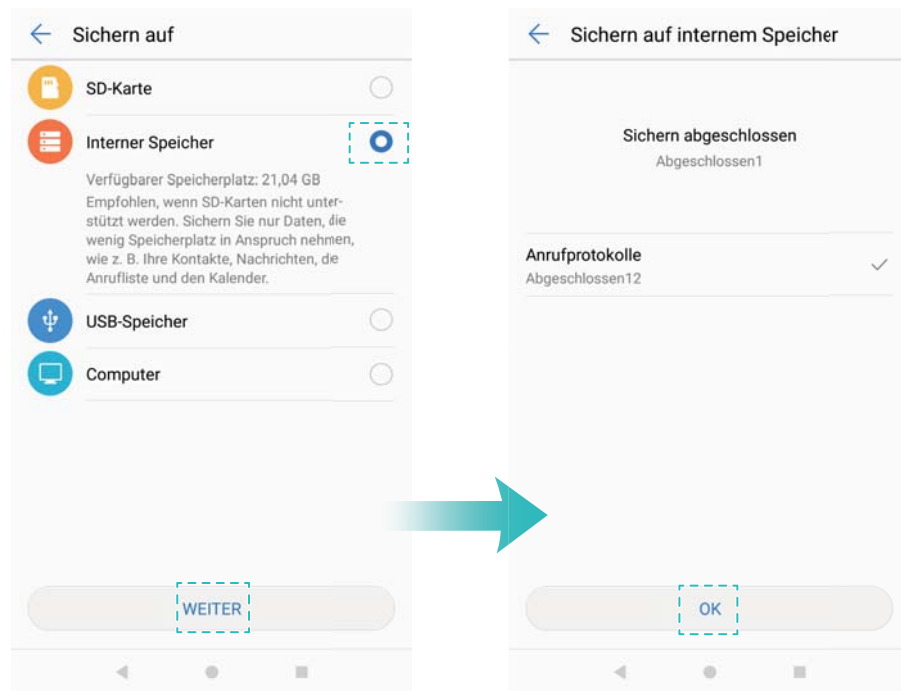 Sichern auf
SD-Karte
Interner Speicher
Verfügbarer Speicherplatz: 21,04 GB
Empfohlen, wenn SD-Karten nicht unter-
stützt werden. Sichern Sie nur Daten, die
wenig Speicherplatz in Anspruch nehmen,
wie z. B. Ihre Kontakte, Nachrichten, die
Anrufliste und den Kalender.
USB-Speicher
Computer
WEITER
Sichern auf internem Speicher
Sichern abgeschlossen
Abgeschlossen1
Anrufprotokolle
Abgeschlossen12
OK